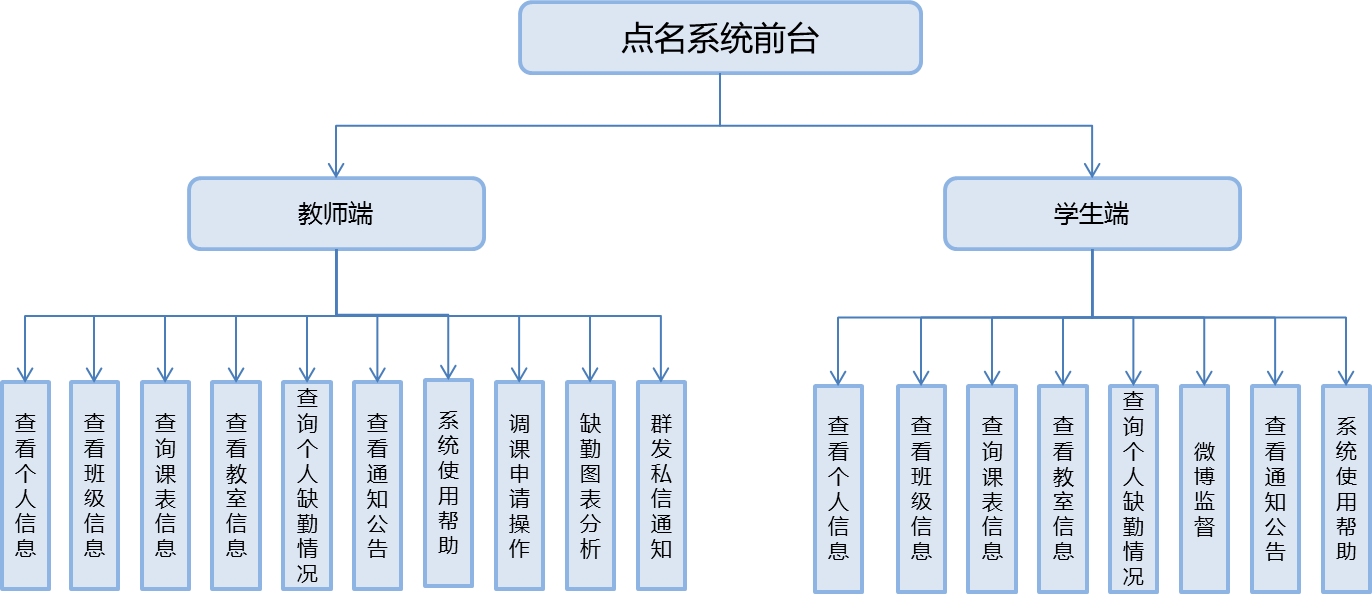 点名系统前台
教师端
学生端
查看个人信息
查看班级信息
查询课表信息
查看教室信息
查询个人缺勤情况
查看通知公告
系统使用帮助
调课申请操作
缺勤图表分析
群发私信通知
查看个人信息
查看班级信息
查询课表信息
查看教室信息
查询个人缺勤情况
微博监督
查看通知公告
系统使用帮助